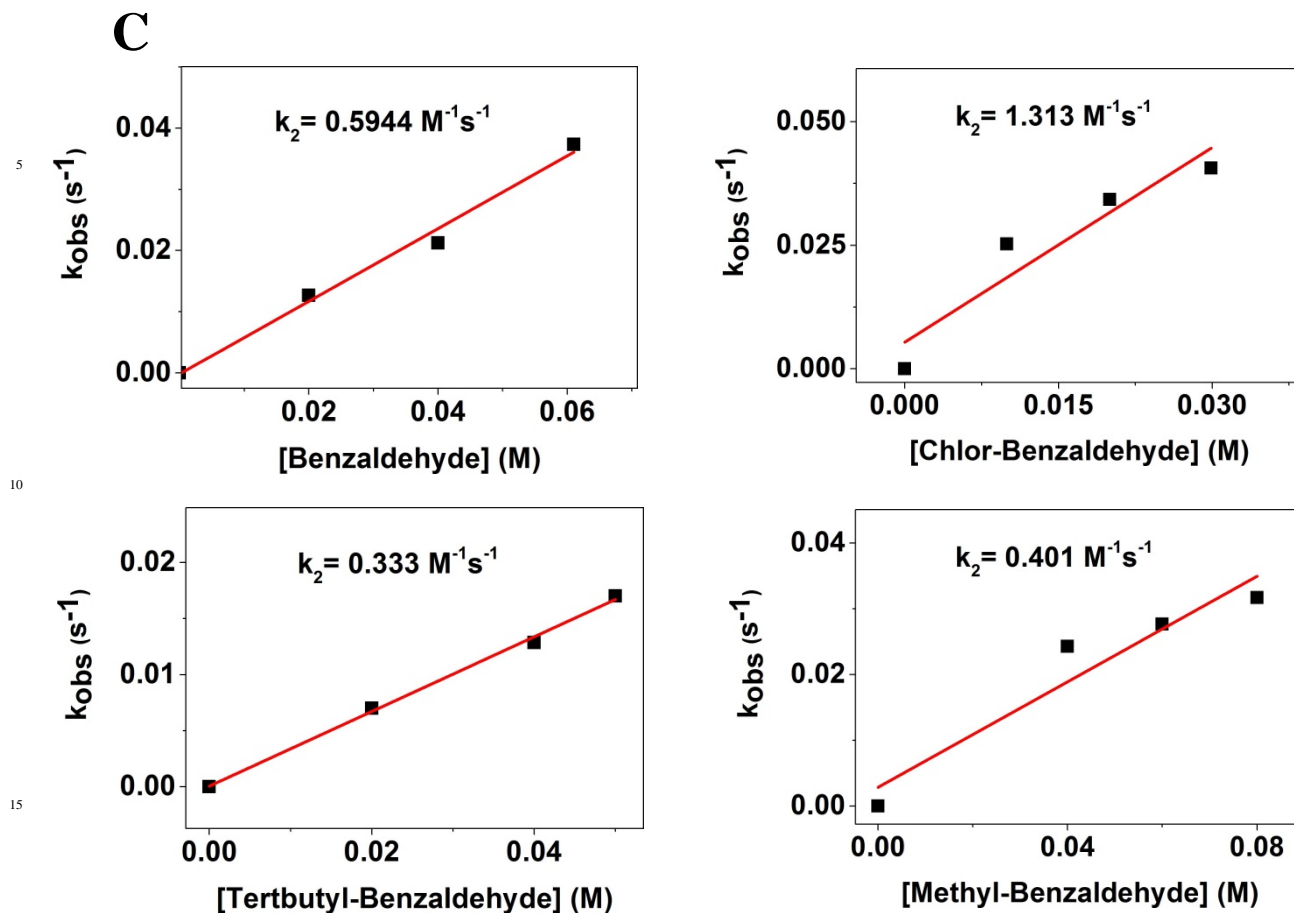 C
k₂= 0.5944 M⁻¹s⁻¹
0.04
0.02
0.00
kobs (s⁻¹)
0.02 0.04 0.06
[Benzaldehyde] (M)
k₂= 1.313 M⁻¹s⁻¹
0.050
0.025
0.000
kobs (s⁻¹)
0.000 0.015 0.030
[Chlor-Benzaldehyde] (M)
k₂= 0.333 M⁻¹s⁻¹
0.02
0.01
0.00
kobs (s⁻¹)
0.00 0.02 0.04
[Tertbutyl-Benzaldehyde] (M)
k₂= 0.401 M⁻¹s⁻¹
0.04
0.02
0.00
kobs (s⁻¹)
0.00 0.04 0.08
[Methyl-Benzaldehyde] (M)
5
10
15